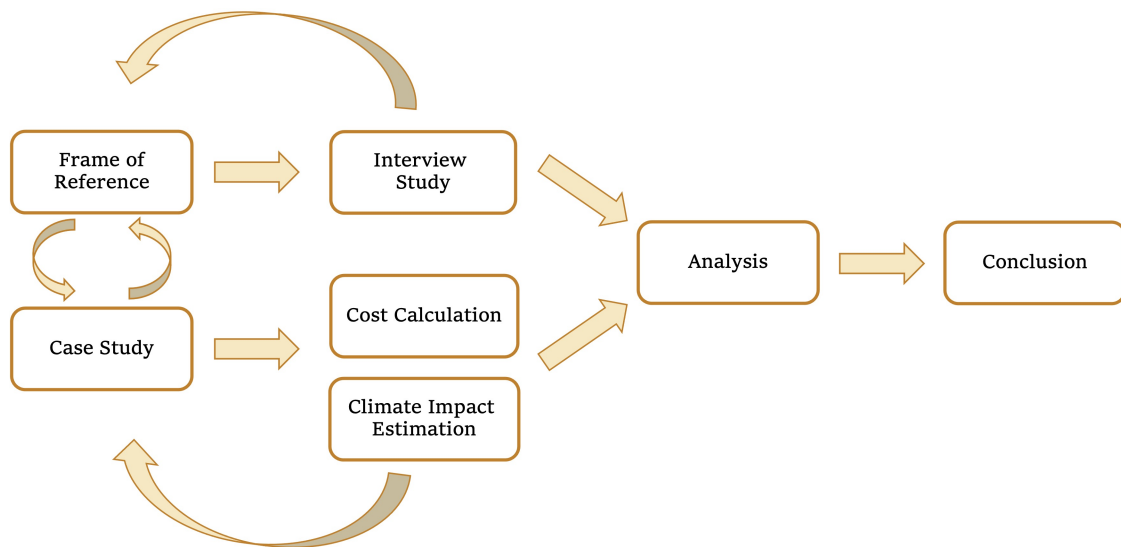 Frame of
Reference
Interview
Study
Case Study
Cost Calculation
Climate Impact
Estimation
Analysis
Conclusion